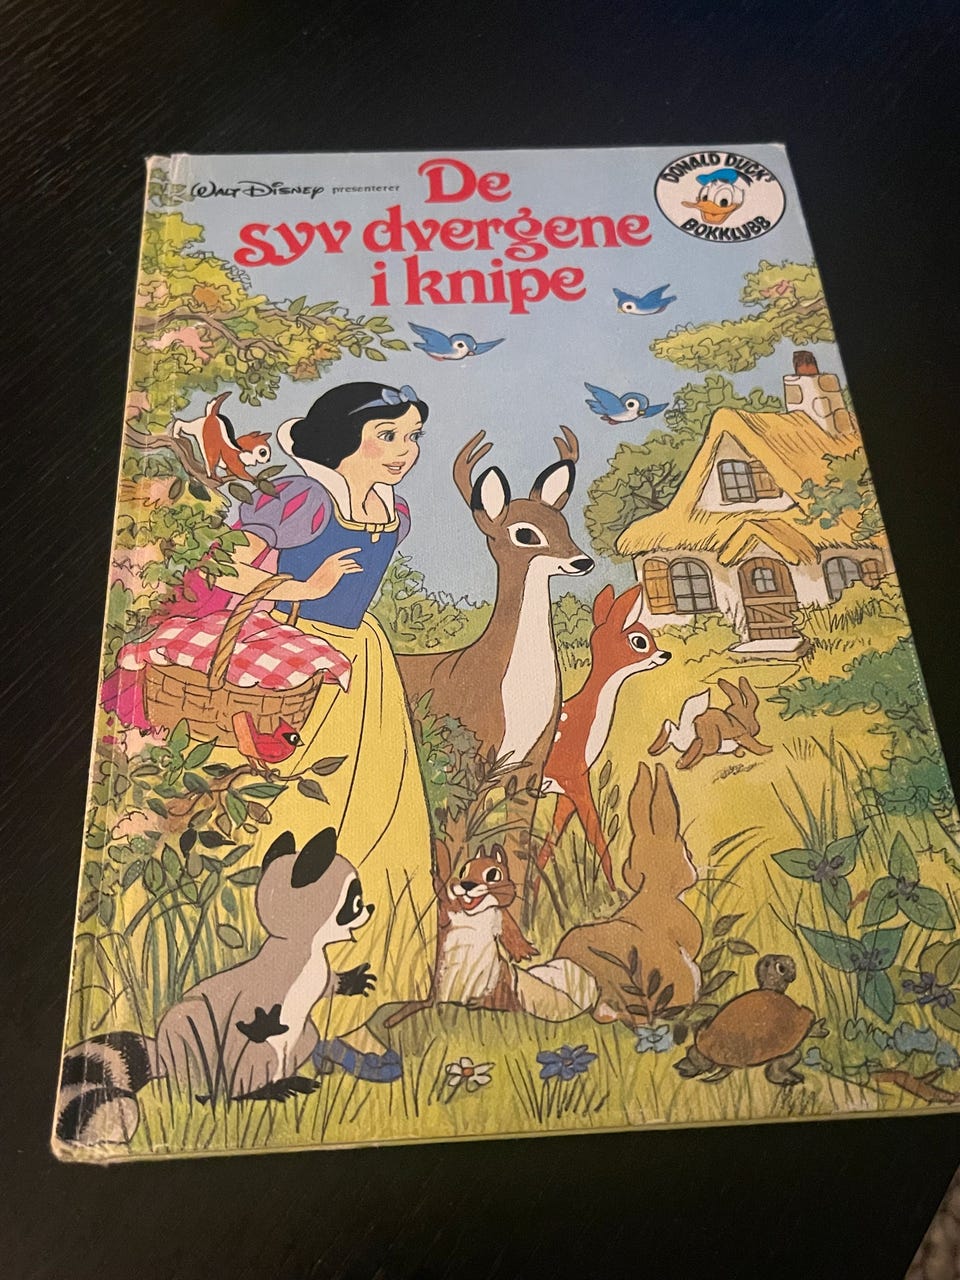 WALT DISNEY presenterer
De
syv dvergene
i knipe
DONALD DUCK'S
BOKKLUBB